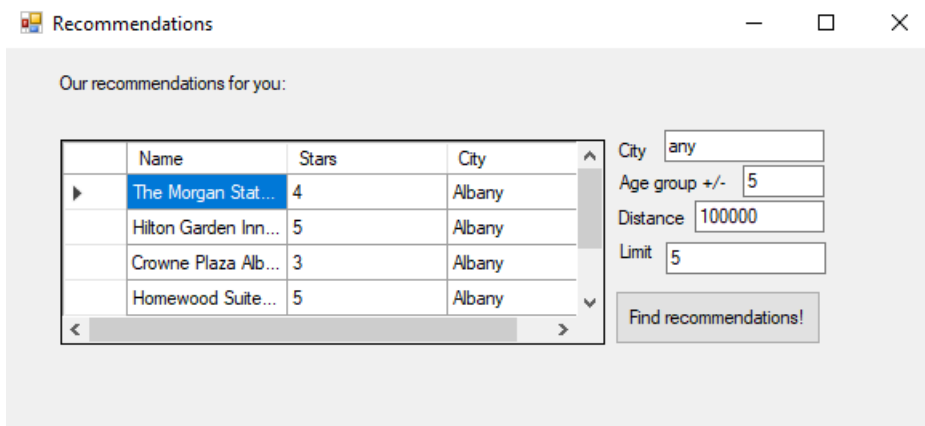 Recommendations
Our recommendations for you:
Name Stars City
The Morgan Stat... 4 Albany
Hilton Garden Inn... 5 Albany
Crowne Plaza Alb... 3 Albany
Homewood Suite... 5 Albany
City any
Age group +/- 5
Distance 100000
Limit 5
Find recommendations!